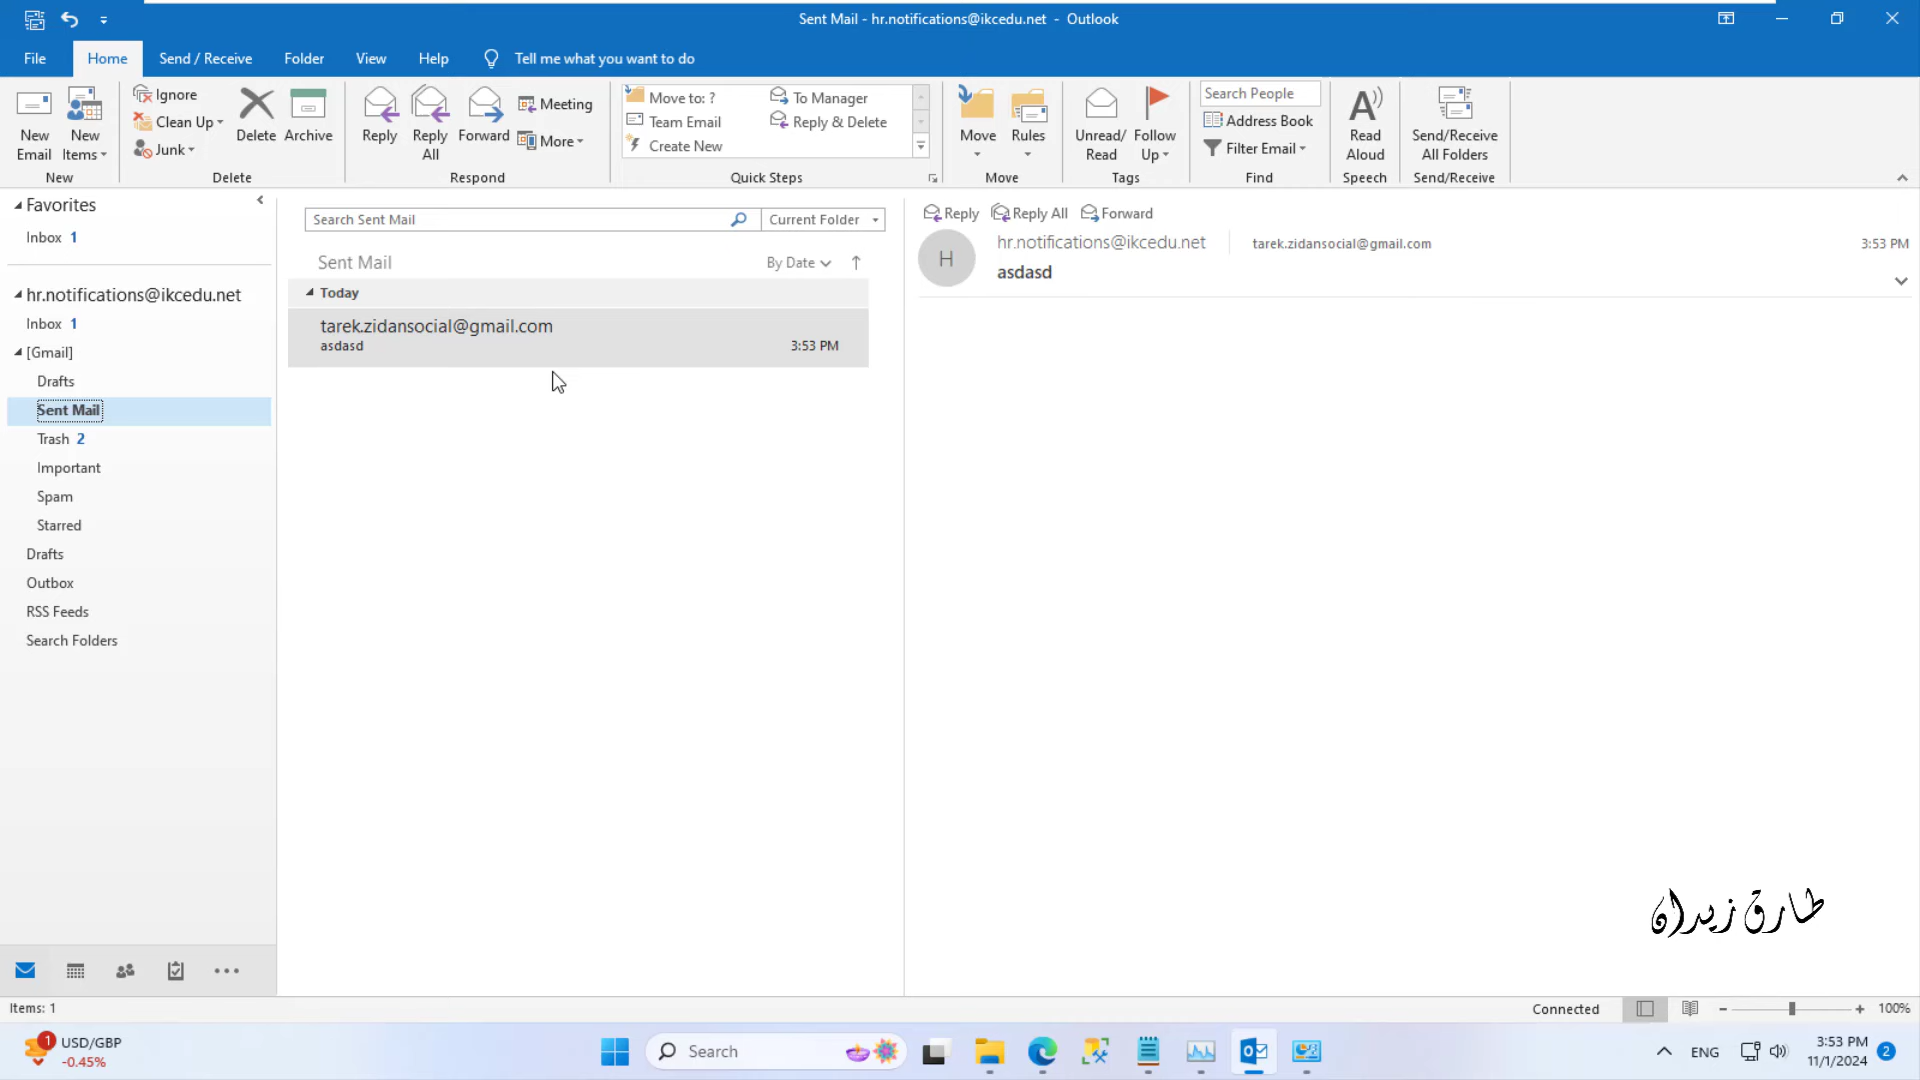 Sent Mail - hr.notifications@ikcedu.net - Outlook
File Home Send / Receive Folder View Help Tell me what you want to do
New Email
New Items
New
Ignore
Clean Up
Junk
Delete
Archive
Delete
Reply
Reply All
Forward
Meeting
More
Respond
Move to: ?
Team Email
Create New
To Manager
Reply & Delete
Quick Steps
Move
Rules
Move
Unread/ Read
Follow Up
Tags
Search People
Address Book
Filter Email
Find
Read Aloud
Speech
Send/Receive All Folders
Send/Receive
Favorites
Inbox 1
hr.notifications@ikcedu.net
Inbox 1
[Gmail]
Drafts
Sent Mail
Trash 2
Important
Spam
Starred
Drafts
Outbox
RSS Feeds
Search Folders
Search Sent Mail Current Folder
Sent Mail By Date
Today
tarek.zidansocial@gmail.com
asdasd 3:53 PM
Reply Reply All Forward
H
hr.notifications@ikcedu.net tarek.zidansocial@gmail.com 3:53 PM
asdasd
طارق زيدان
Items: 1 Connected 100%
1
USD/GBP
-0.45%
Search
ENG
3:53 PM
11/1/2024
2